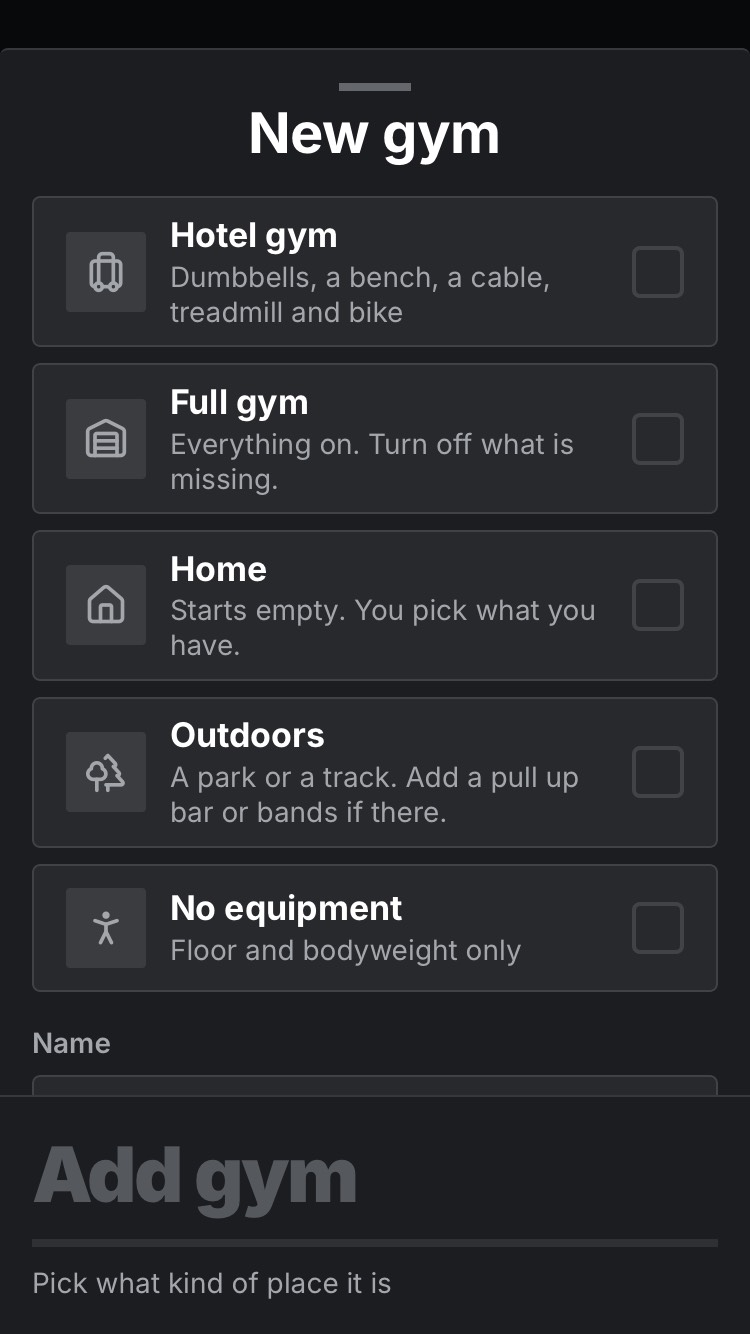 New gym
Hotel gym
Dumbbells, a bench, a cable,
treadmill and bike
Full gym
Everything on. Turn off what is
missing.
Home
Starts empty. You pick what you
have.
Outdoors
A park or a track. Add a pull up
bar or bands if there.
No equipment
Floor and bodyweight only
Name
Add gym
Pick what kind of place it is